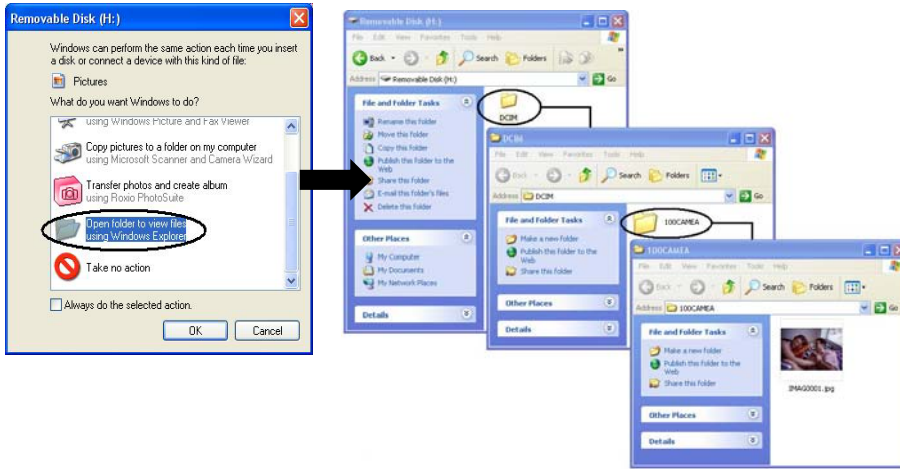 Removable Disk (H:)
Windows can perform the same action each time you insert
a disk or connect a device with this kind of file:
Pictures
What do you want Windows to do?
using Windows Picture and Fax Viewer
Copy pictures to a folder on my computer
using Microsoft Scanner and Camera Wizard
Transfer photos and create album
using Roxio PhotoSuite
Open folder to view files
using Windows Explorer
Take no action
Always do the selected action.
OK Cancel
Removable Disk (H:)
File Edit View Favorites Tools Help
Back Search Folders
Address Removable Disk (H:) Go
File and Folder Tasks
Rename this folder
Move this folder
Copy this folder
Publish this folder to the
Web
Share this folder
E-mail this folder's files
Delete this folder
Other Places
My Computer
My Documents
My Network Places
Details
DCIM
DCIM
File Edit View Favorites Tools Help
Back Search Folders
Address DCIM Go
File and Folder Tasks
Make a new folder
Publish this folder to the
Web
Share this folder
Other Places
Details
100CAMEA
100CAMEA
File Edit View Favorites Tools Help
Back Search Folders
Address 100CAMEA Go
File and Folder Tasks
Make a new folder
Publish this folder to the
Web
Share this folder
Other Places
Details
IMAG0001.jpg